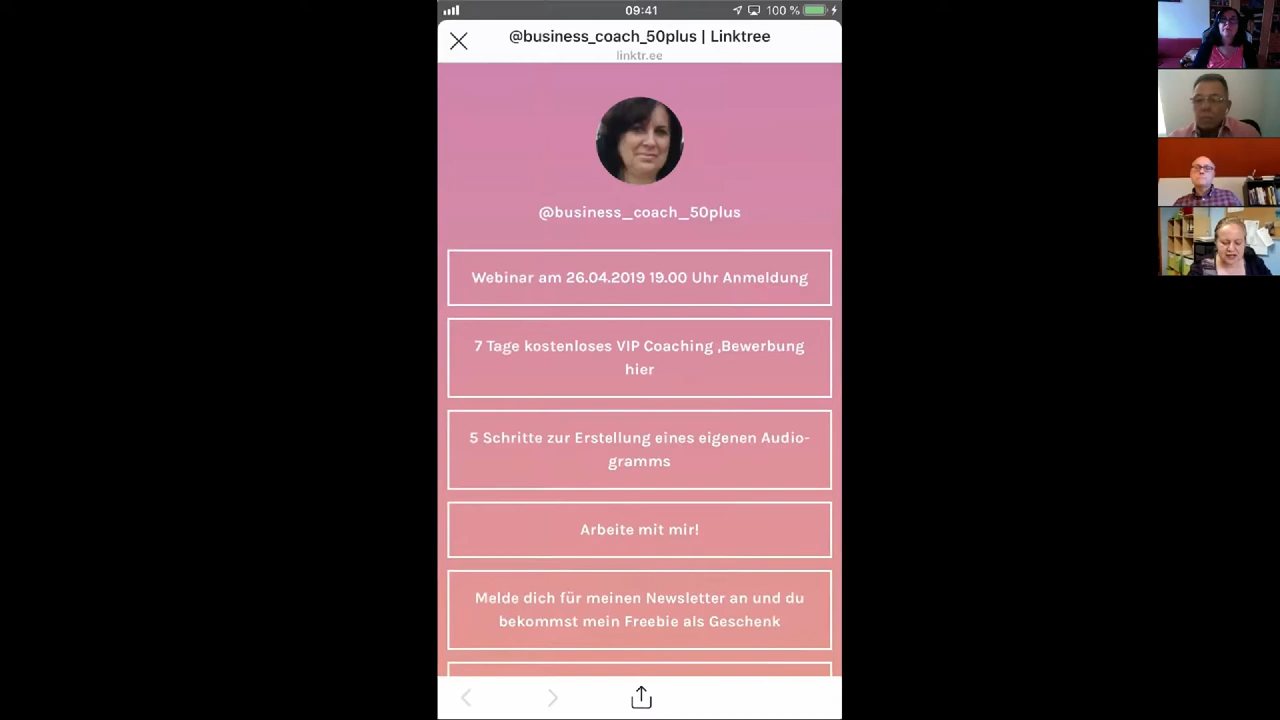 09:41
100 %
@business_coach_50plus | Linktree
linktr.ee
@business_coach_50plus
Webinar am 26.04.2019 19.00 Uhr Anmeldung
7 Tage kostenloses VIP Coaching ,Bewerbung
hier
5 Schritte zur Erstellung eines eigenen Audio-
gramms
Arbeite mit mir!
Melde dich für meinen Newsletter an und du
bekommst mein Freebie als Geschenk